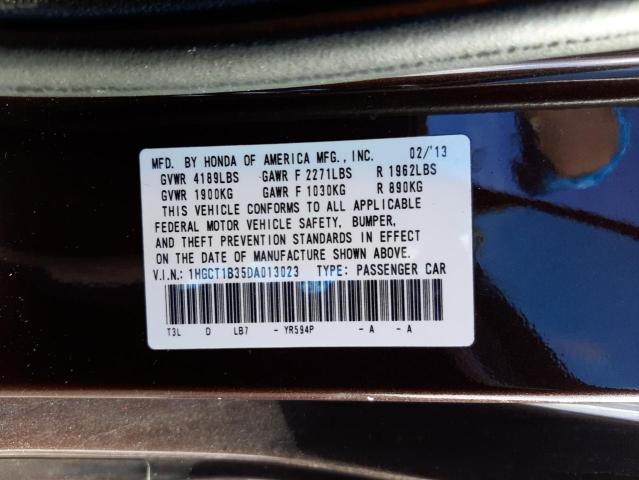 MFD. BY HONDA OF AMERICA MFG., INC. 02/'13
GVWR 4189LBS GAWR F 2271LBS R 1962LBS
GVWR 1900KG GAWR F 1030KG R 890KG
THIS VEHICLE CONFORMS TO ALL APPLICABLE
FEDERAL MOTOR VEHICLE SAFETY, BUMPER,
AND THEFT PREVENTION STANDARDS IN EFFECT
ON THE DATE OF MANUFACTURE SHOWN ABOVE.
V.I.N.: 1HGCT1B35DA013023 TYPE: PASSENGER CAR
T3L D LB7 - YR594P - A - A